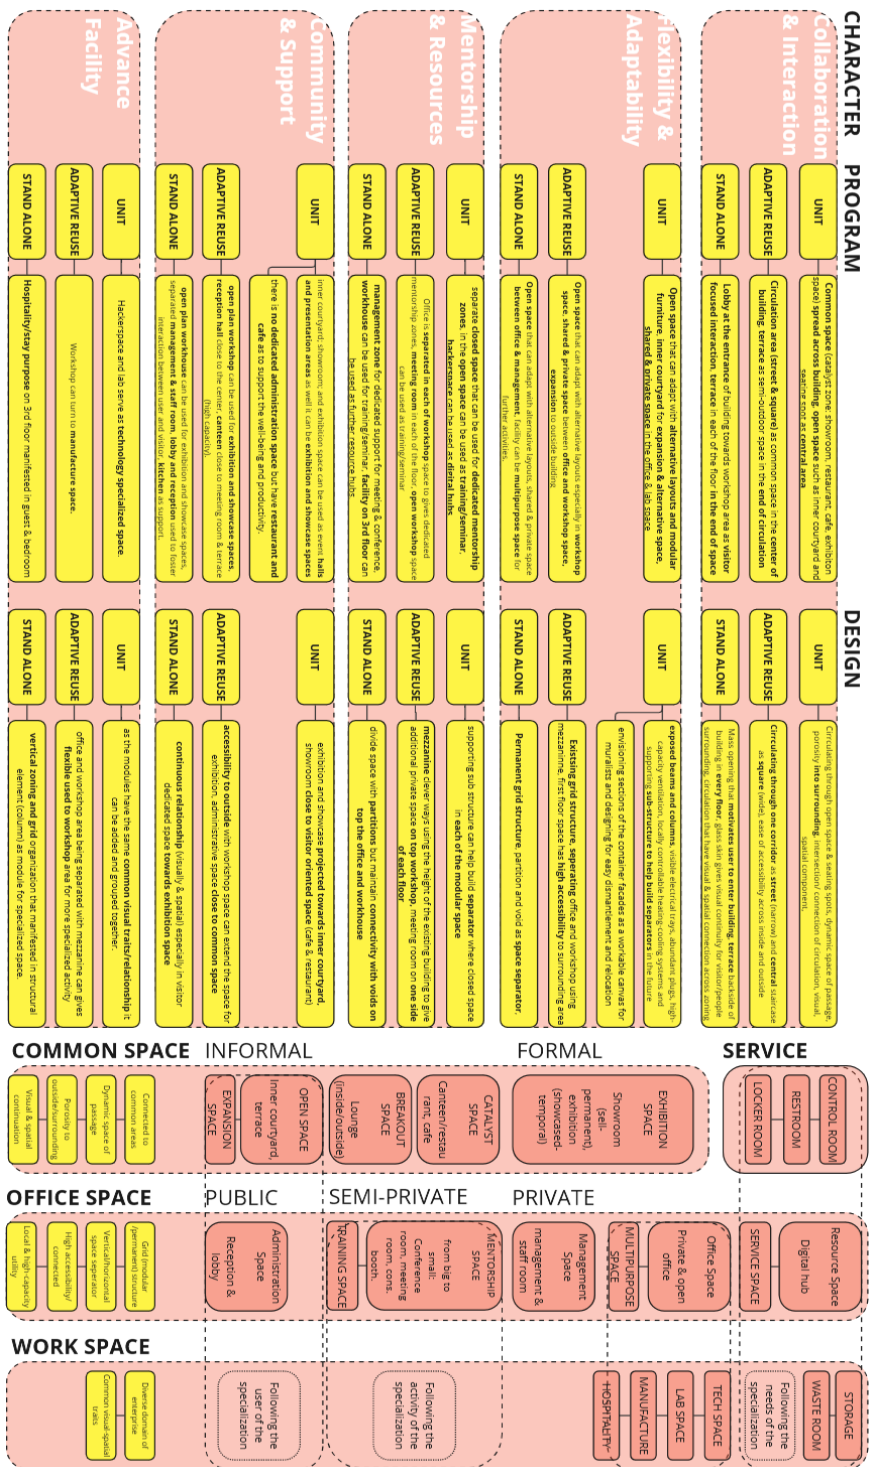 CHARACTER
PROGRAM
DESIGN
Collaboration
& Interaction
UNIT
Common space (catalyst zone: showroom, restaurant, cafe, exhibiton
space) spread across building, open space such as inner courtyard and
seating spot as central area
UNIT
Circulating through open space & seating spots, dynamic space of passage,
porosity into surrounding, intersection/ connection of circulation, visual,
spatial component,
ADAPTIVE REUSE
Circulation area (street & square) as common space in the center of
building, terrace as semi-outdoor space in the end of circulation
ADAPTIVE REUSE
Circulating through one corridor as street (narrow) and central staircase
as square (wide), ease of accessibility across inside and outside
STAND ALONE
Lobby at the entrance of building towards workshop area as visitor
focused interaction, terrace in each of the floor in the end of space
STAND ALONE
Mass opening that motivates user to enter building, terrace backside of
building in every floor, glass skin gives visual continuity for visitor/people
surrounding, circulation that have visual & spatial connection across zoning
Flexibility &
Adaptability
UNIT
Open space that can adapt with alternative layouts and modular
furniture, inner courtyard for expansion & alternative space,
shared & private space in the office & lab space
UNIT
exposed beams and columns, visible electrical trays, abundant plugs, high-
capacity ventilation, locally controllable heating-cooling systems and
supporting sub-structure to help build separators in the future
envisioning sections of the container facades as a workable canvas for
muralists and designing for easy dismantlement and relocation
ADAPTIVE REUSE
Open space that can adapt with alternative layouts especially in workshop
space, shared & private space between office and workshop space,
expansion to outside building
ADAPTIVE REUSE
Existsing grid structure, seperating office and workshop using
mezzaninne, first floor space has high accessibility to surrounding area
STAND ALONE
Open space that can adapt with alternative layouts, shared & private space
between office & management, facility can be multipurpose space for
further activities.
STAND ALONE
Permanent grid structure, partition and void as space separator,
Mentorship
& Resources
UNIT
separate closed space that can be used for dedicated mentorship
zones, in the open space can be used as training/seminar,
hackerspace can be used as digital hubs
UNIT
supporting sub structure can help build separator where closed space
in each of the modular space
ADAPTIVE REUSE
Office is separated in each of workshop space to gives dedicated
mentorship zones, meeting room in each of the floor, open workshop space
can be used as training/seminar
ADAPTIVE REUSE
mezzanine clever ways using the height of the existing building to give
additional private space on top workshop, meeting room on one side
of each floor
STAND ALONE
management zone for dedicated support for meeting & conference,
workhouse can be used for training/seminar, facility on 3rd floor can
be used as further resource hubs
STAND ALONE
divide space with partitions but maintain connectivity with voids on
top the office and workhouse
Community
& Support
UNIT
inner courtyard; showroom; and exhibition space can be used as event halls
and presentation areas as well it can be exhibition and showcase spaces
there is no dedicated administration space but have restaurant and
cafe as to support the well-being and productivity.
UNIT
exhibition and showcase projected towards inner courtyard,
showroom close to visitor oriented space (cafe & restaurant)
ADAPTIVE REUSE
open plan workshop can be used for exhibition and showcase spaces,
reception hall close to the center, canteen close to meeting room & terrace
(high capacity).
ADAPTIVE REUSE
accessibility to outside with workshop space can extend the space for
exhibition, administrative space close to common space
STAND ALONE
open plan workhouse can be used for exhibition and showcase spaces,
separated management & staff room, lobby and reception used to foster
interaction between user and visitor, kitchen as support.
STAND ALONE
continuous relationship (visually & spatial) especially in visitor
dedicated space towards exhibition space
Advance
Facility
UNIT
Hackerspace and lab serve as technology specialized space
UNIT
as the modules have the same common visual traits/relationship it
can be added and grouped together.
ADAPTIVE REUSE
Workshop can turn to manufacture space.
ADAPTIVE REUSE
office and workshop area being separated with mezzanine can gives
flexible used to workshop area for more specialized activity
STAND ALONE
Hospitality/stay purpose on 3rd floor manifested in guest & bedroom
STAND ALONE
vertical zoning and grid organization that manifested in structural
element (column) as module for specialized space.
COMMON SPACE
INFORMAL
FORMAL
SERVICE
Connected to
common areas
Dynamic space of
passage
Porosity to
outside/surrounding
Visual & spatial
continuation
OPEN SPACE
Inner courtyard,
terrace
EXPANSION
SPACE
CATALYST
SPACE
Canteen/restau
rant, cafe
BREAKOUT
SPACE
Lounge
(inside/outside)
EXHIBITION
SPACE
Showroom
(sell-
permanent),
exhibition
(showcased-
temporal)
CONTROL ROOM
RESTROOM
LOCKER ROOM
OFFICE SPACE
PUBLIC
SEMI-PRIVATE
PRIVATE
Grid (modular
/permanent) structure
Vertical/horizontal
space seperator
High accessibility/
connected
Local & high-capacity
utility
Administration
Space
Reception &
lobby
MENTORSHIP
SPACE
from big to
small:
Conference
room, meeting
room, cons.
booth.
TRAINING SPACE
Management
Space
management &
staff room
Office Space
Private & open
office
MULTIPURPOSE
SPACE
Resource Space
Digital hub
SERVICE SPACE
WORK SPACE
Diverse domain of
enterprise
Common visual-spatial
traits
Following the
user of the
specialization
Following the
activity of the
specialization
TECH SPACE
LAB SPACE
MANUFACTURE
HOSPITALITY
STORAGE
WASTE ROOM
Following the
needs of the
specialization